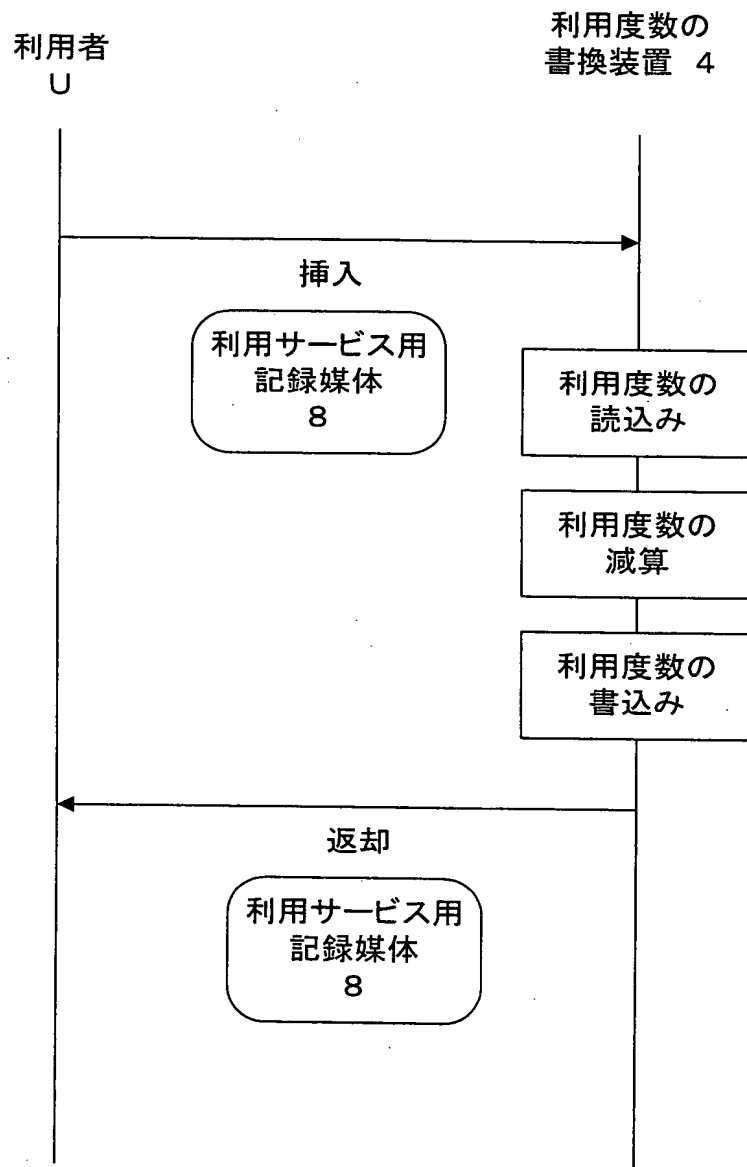 利用者
U
利用度数の
書換装置 4
挿入
利用サービス用
記録媒体
8
利用度数の
読込み
利用度数の
減算
利用度数の
書込み
返却
利用サービス用
記録媒体
8